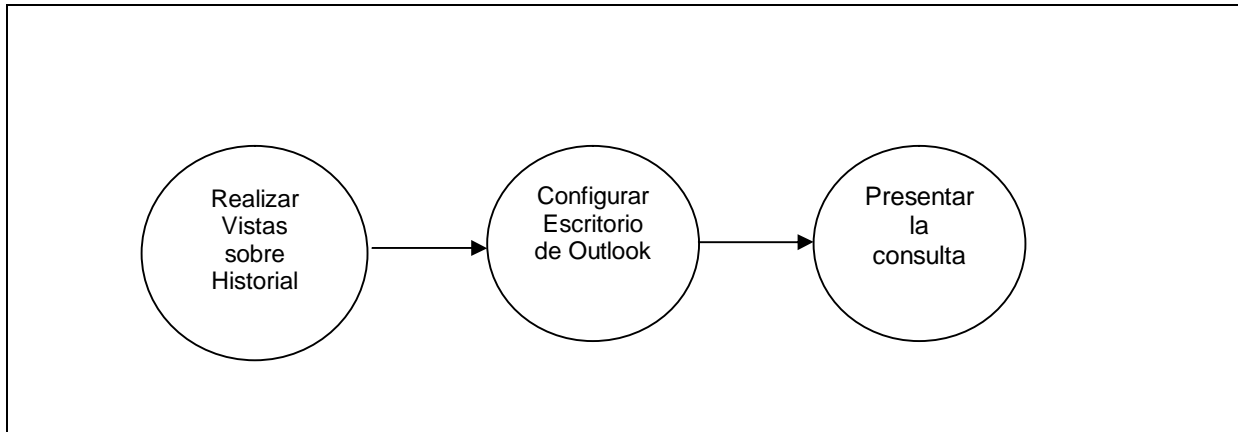 Realizar
Vistas
sobre
Historial
Configurar
Escritorio
de Outlook
Presentar
la
consulta